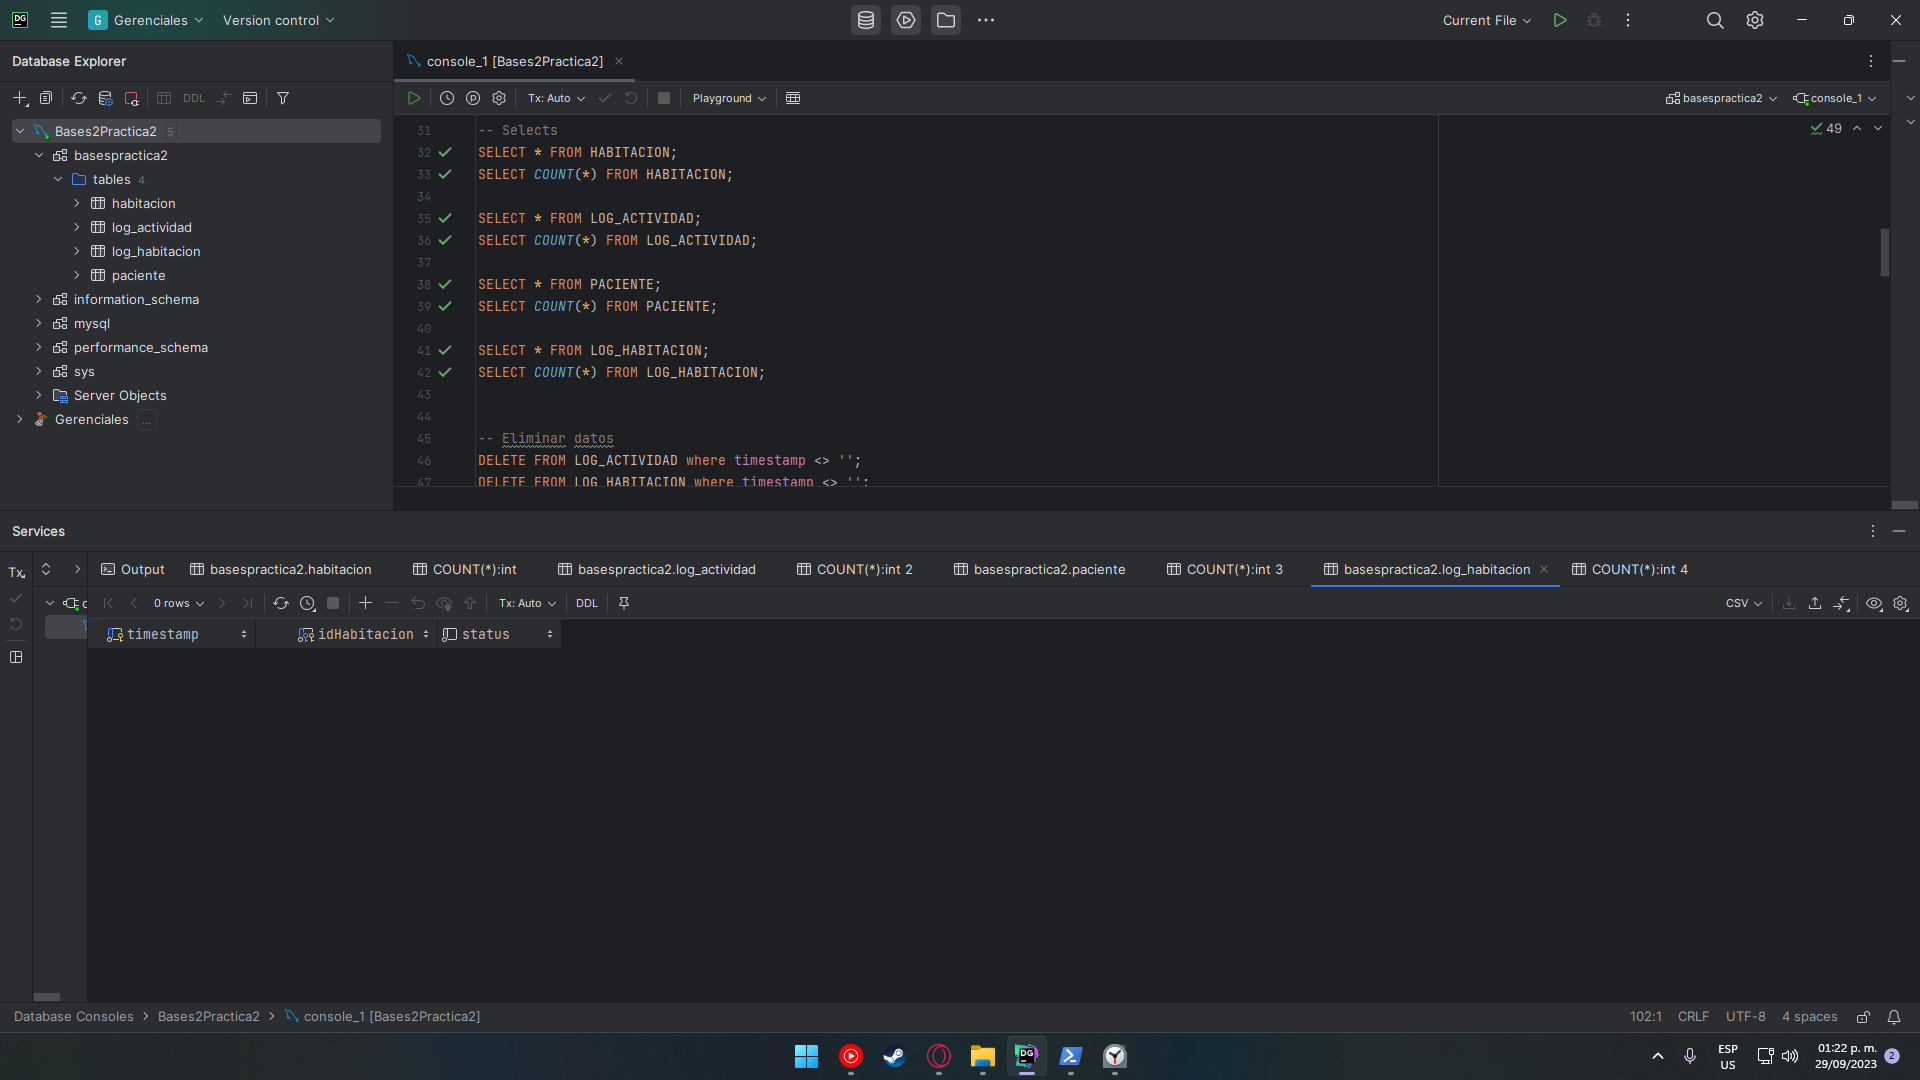 DG G Gerenciales Version control Current File
Database Explorer
console_1 [Bases2Practica2]
DDL
Tx: Auto Playground basespractica2 console_1
Bases2Practica2 5
basespractica2
tables 4
habitacion
log_actividad
log_habitacion
paciente
information_schema
mysql
performance_schema
sys
Server Objects
Gerenciales ...
49
31 -- Selects
32 SELECT * FROM HABITACION;
33 SELECT COUNT(*) FROM HABITACION;
34
35 SELECT * FROM LOG_ACTIVIDAD;
36 SELECT COUNT(*) FROM LOG_ACTIVIDAD;
37
38 SELECT * FROM PACIENTE;
39 SELECT COUNT(*) FROM PACIENTE;
40
41 SELECT * FROM LOG_HABITACION;
42 SELECT COUNT(*) FROM LOG_HABITACION;
43
44
45 -- Eliminar datos
46 DELETE FROM LOG_ACTIVIDAD where timestamp <> '';
47 DELETE FROM LOG_HABITACION where timestamp <> '';
Services
Tx
Output basespractica2.habitacion COUNT(*):int basespractica2.log_actividad COUNT(*):int 2 basespractica2.paciente COUNT(*):int 3 basespractica2.log_habitacion COUNT(*):int 4
0 rows Tx: Auto DDL CSV
timestamp idHabitacion status
Database Consoles > Bases2Practica2 > console_1 [Bases2Practica2]
102:1 CRLF UTF-8 4 spaces
DG
ESP
US
01:22 p. m.
29/09/2023
2